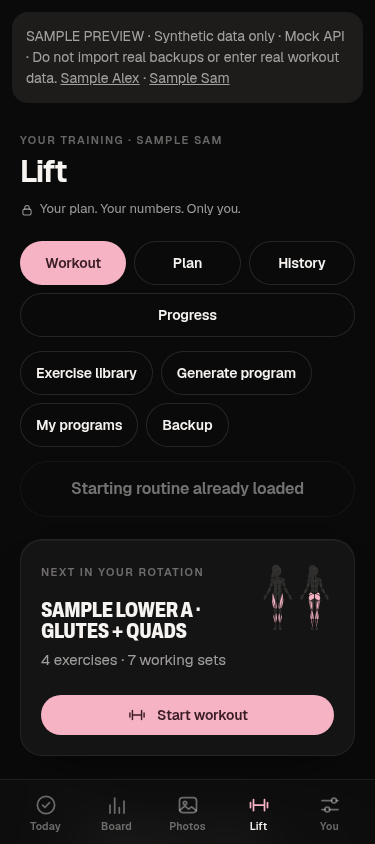 SAMPLE PREVIEW · Synthetic data only · Mock API
· Do not import real backups or enter real workout
data. Sample Alex · Sample Sam
YOUR TRAINING · SAMPLE SAM
Lift
Your plan. Your numbers. Only you.
Workout
Plan
History
Progress
Exercise library
Generate program
My programs
Backup
Starting routine already loaded
NEXT IN YOUR ROTATION
SAMPLE LOWER A ·
GLUTES + QUADS
4 exercises · 7 working sets
Start workout
Today
Board
Photos
Lift
You